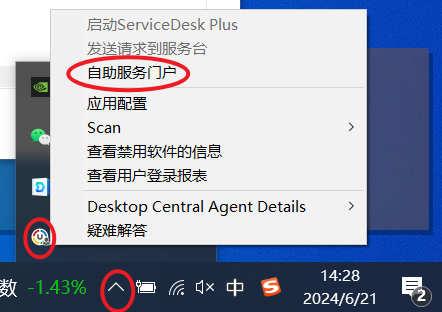 启动ServiceDesk Plus
发送请求到服务台
自助服务门户
应用配置
Scan
查看禁用软件的信息
查看用户登录报表
Desktop Central Agent Details
疑难解答
数 -1.43% 中 14:28
2024/6/21 2